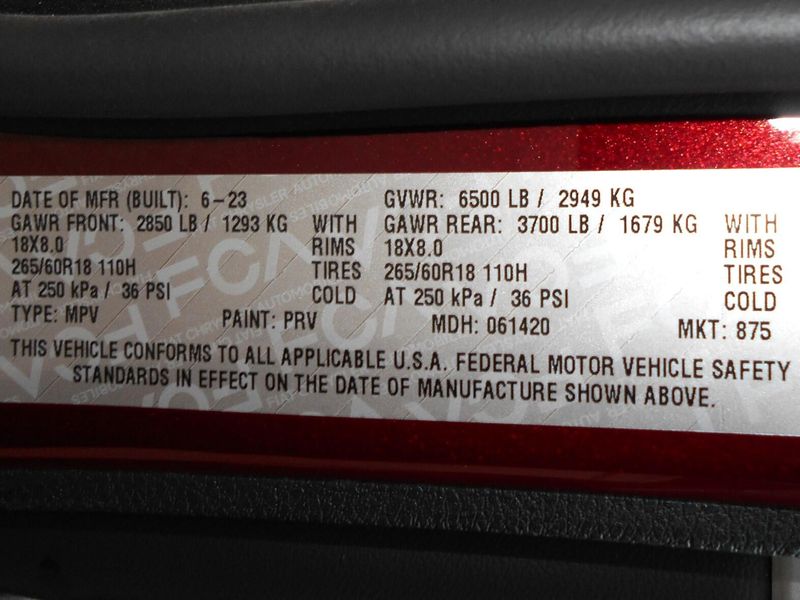 DATE OF MFR (BUILT): 6-23 GVWR: 6500 LB / 2949 KG
GAWR FRONT: 2850 LB / 1293 KG WITH GAWR REAR: 3700 LB / 1679 KG WITH
18X8.0 RIMS 18X8.0 RIMS
265/60R18 110H TIRES 265/60R18 110H TIRES
AT 250 kPa / 36 PSI COLD AT 250 kPa / 36 PSI COLD
TYPE: MPV PAINT: PRV MDH: 061420 MKT: 875
THIS VEHICLE CONFORMS TO ALL APPLICABLE U.S.A. FEDERAL MOTOR VEHICLE SAFETY
STANDARDS IN EFFECT ON THE DATE OF MANUFACTURE SHOWN ABOVE.